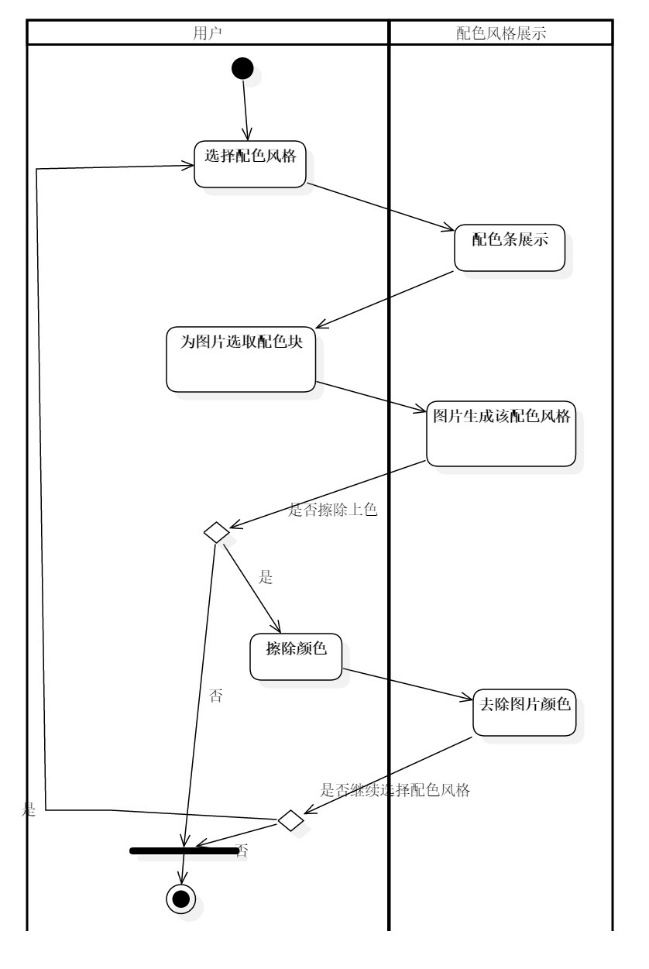 用户
配色风格展示
选择配色风格
配色条展示
为图片选取配色块
图片生成该配色风格
是否擦除上色
是
擦除颜色
否
去除图片颜色
是否继续选择配色风格
是
否